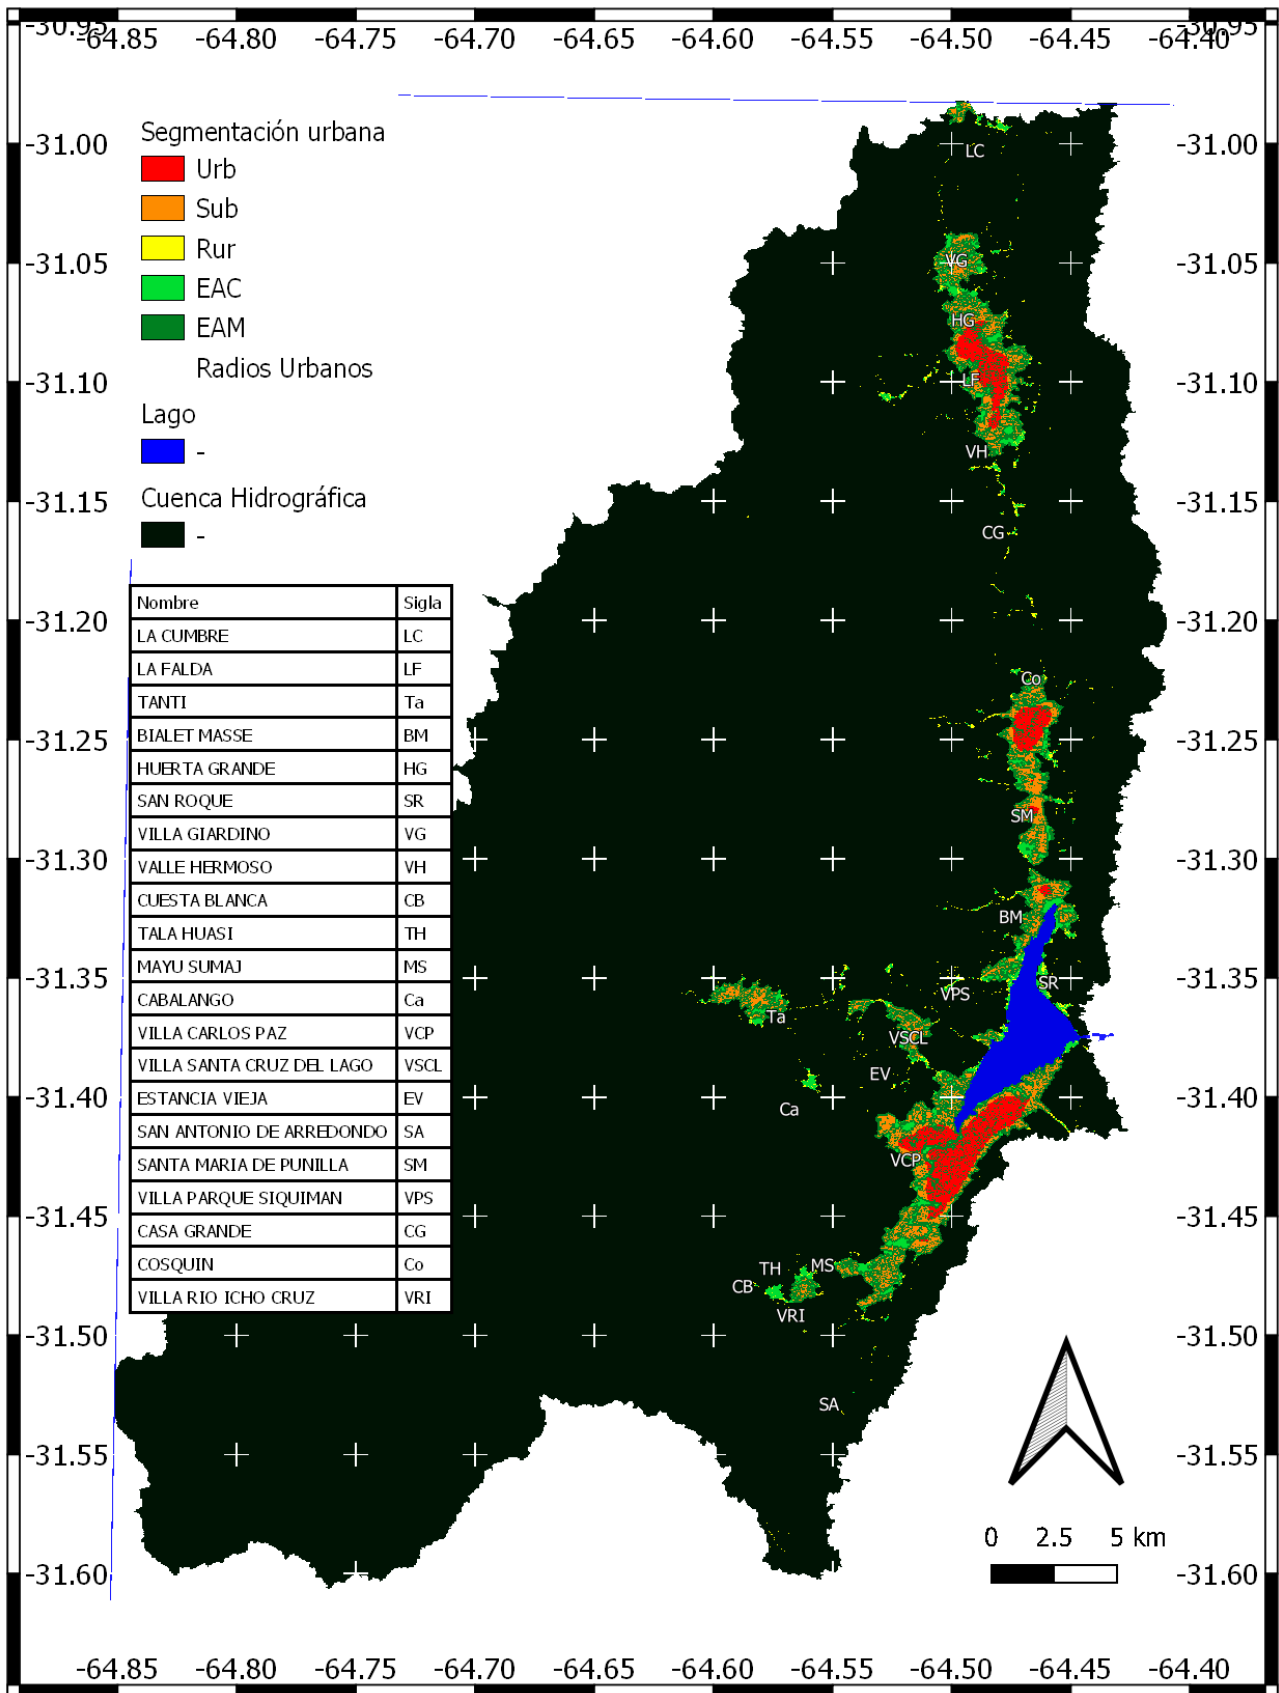 -30.95 -30.95
-64.85 -64.80 -64.75 -64.70 -64.65 -64.60 -64.55 -64.50 -64.45 -64.40
Segmentación urbana
Urb
Sub
Rur
EAC
EAM
Radios Urbanos
Lago
-
Cuenca Hidrográfica
-
Nombre Sigla
LA CUMBRE LC
LA FALDA LF
TANTI Ta
BIALET MASSE BM
HUERTA GRANDE HG
SAN ROQUE SR
VILLA GIARDINO VG
VALLE HERMOSO VH
CUESTA BLANCA CB
TALA HUASI TH
MAYU SUMAJ MS
CABALANGO Ca
VILLA CARLOS PAZ VCP
VILLA SANTA CRUZ DEL LAGO VSCL
ESTANCIA VIEJA EV
SAN ANTONIO DE ARREDONDO SA
SANTA MARIA DE PUNILLA SM
VILLA PARQUE SIQUIMAN VPS
CASA GRANDE CG
COSQUIN Co
VILLA RIO ICHO CRUZ VRI
-31.00 -31.00
-31.05 -31.05
-31.10 -31.10
-31.15 -31.15
-31.20 -31.20
-31.25 -31.25
-31.30 -31.30
-31.35 -31.35
-31.40 -31.40
-31.45 -31.45
-31.50 -31.50
-31.55 -31.55
-31.60 -31.60
LC
VG
HG
LF
VH
CG
Co
SM
BM
SR
VPS
Ta
VSCL
EV
Ca
VCP
MS
TH
CB
VRI
SA
0 2.5 5 km
-64.85 -64.80 -64.75 -64.70 -64.65 -64.60 -64.55 -64.50 -64.45 -64.40